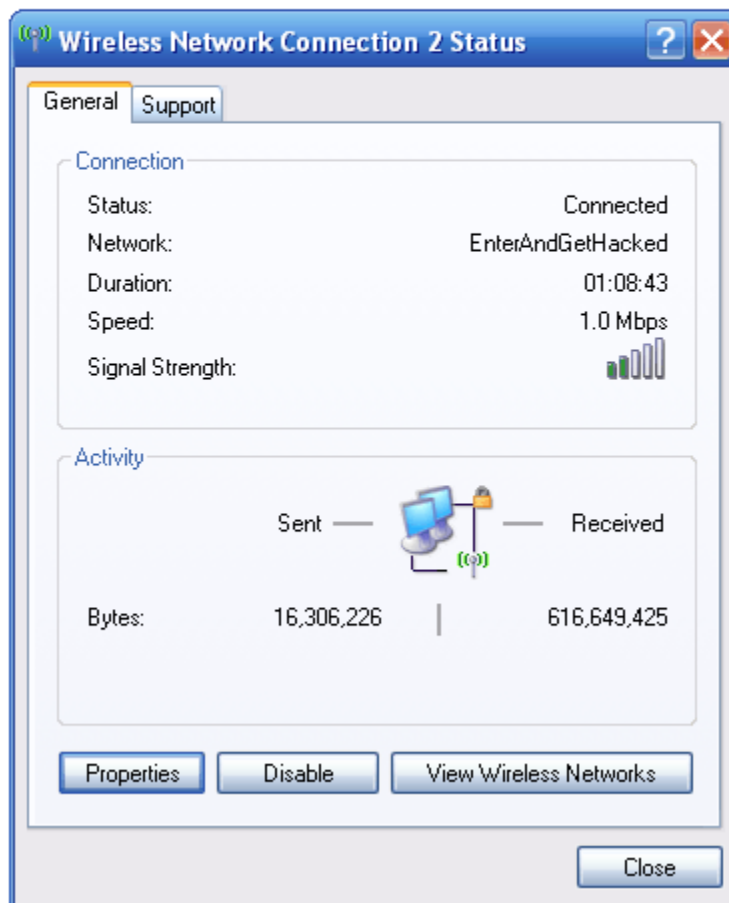 Wireless Network Connection 2 Status
General Support
Connection
Status: Connected
Network: EnterAndGetHacked
Duration: 01:08:43
Speed: 1.0 Mbps
Signal Strength:
Activity
Sent Received
Bytes: 16,306,226 616,649,425
Properties Disable View Wireless Networks
Close